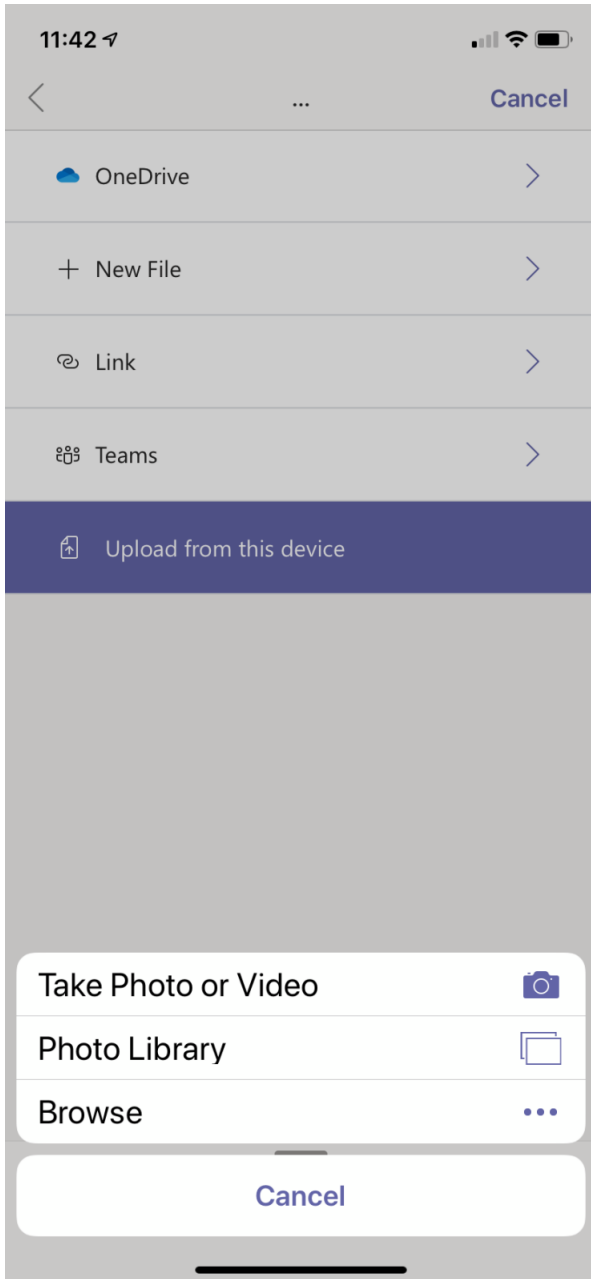 11:42
...
Cancel
OneDrive
New File
Link
Teams
Upload from this device
Take Photo or Video
Photo Library
Browse
Cancel